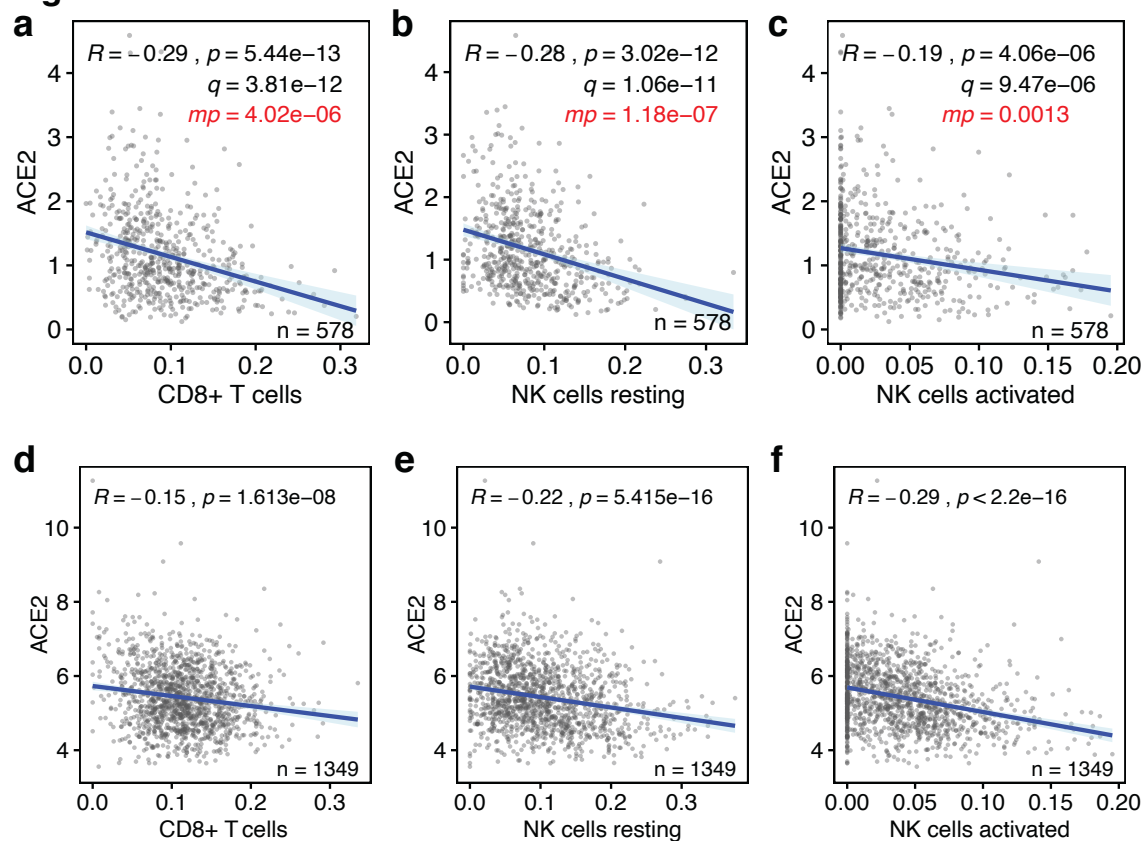 a
R = −0.29 , p = 5.44e−13
q = 3.81e−12
mp = 4.02e−06
4
3
2
1
0
ACE2
n = 578
0.0 0.1 0.2 0.3
CD8+ T cells
b
R = −0.28 , p = 3.02e−12
q = 1.06e−11
mp = 1.18e−07
4
3
2
1
0
ACE2
n = 578
0.0 0.1 0.2 0.3
NK cells resting
c
R = −0.19 , p = 4.06e−06
q = 9.47e−06
mp = 0.0013
4
3
2
1
0
ACE2
n = 578
0.00 0.05 0.10 0.15 0.20
NK cells activated
d
R = −0.15 , p = 1.613e−08
10
8
6
4
ACE2
n = 1349
0.0 0.1 0.2 0.3
CD8+ T cells
e
R = −0.22 , p = 5.415e−16
10
8
6
4
ACE2
n = 1349
0.0 0.1 0.2 0.3
NK cells resting
f
R = −0.29 , p < 2.2e−16
10
8
6
4
ACE2
n = 1349
0.00 0.05 0.10 0.15 0.20
NK cells activated